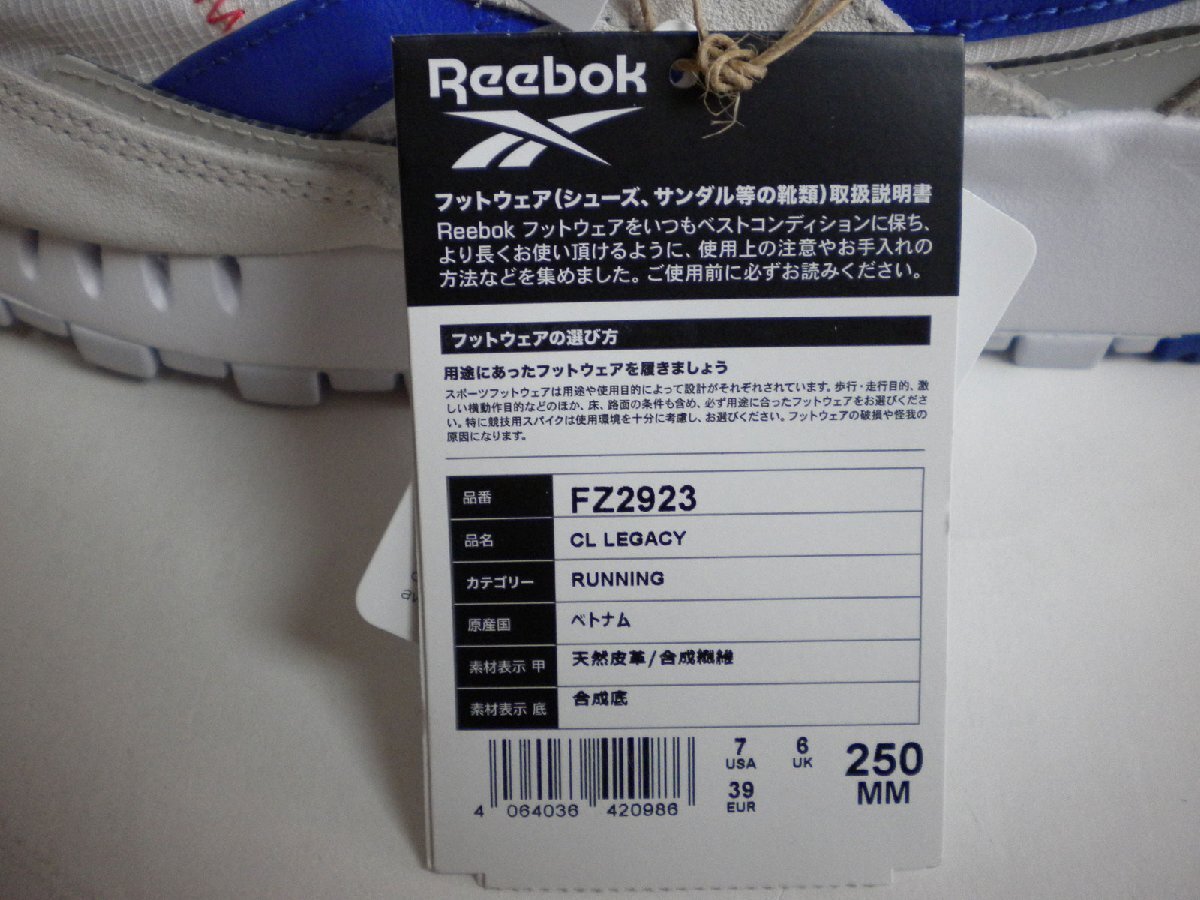 Reebok
フットウェア(シューズ、サンダル等の靴類)取扱説明書
Reebok フットウェアをいつもベストコンディションに保ち、
より長くお使い頂けるように、使用上の注意やお手入れの
方法などを集めました。ご使用前に必ずお読みください。
フットウェアの選び方
用途にあったフットウェアを履きましょう
スポーツフットウェアは用途や使用目的によって設計がそれぞれされています。歩行・走行目的、激
しい横動作目的などのほか、床、路面の条件も含め、必ず用途に合ったフットウェアをお選びくださ
い。特に競技用スパイクは使用環境を十分に考慮し、お選びください。フットウェアの破損や怪我の
原因になります。
品番 FZ2923
品名 CL LEGACY
カテゴリー RUNNING
原産国 ベトナム
素材表示 甲 天然皮革/合成繊維
素材表示 底 合成底
7 6 250
USA UK MM
39
EUR
4 064036 420986